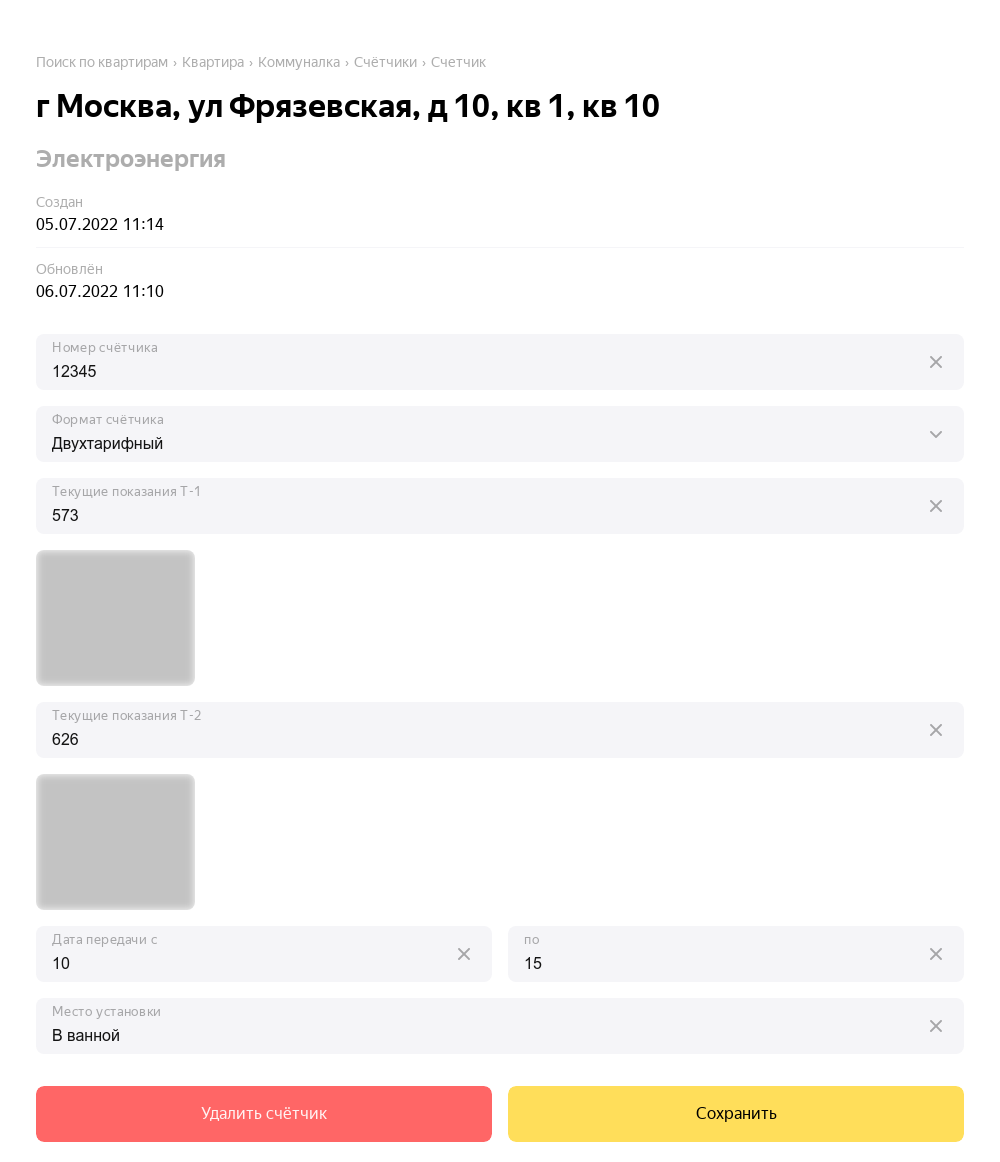 Поиск по квартирам › Квартира › Коммуналка › Счётчики › Счетчик
г Москва, ул Фрязевская, д 10, кв 1, кв 10
Электроэнергия
Создан
05.07.2022 11:14
Обновлён
06.07.2022 11:10
Номер счётчика
12345
Формат счётчика
Двухтарифный
Текущие показания Т-1
573
Текущие показания Т-2
626
Дата передачи с
10
по
15
Место установки
В ванной
Удалить счётчик
Сохранить